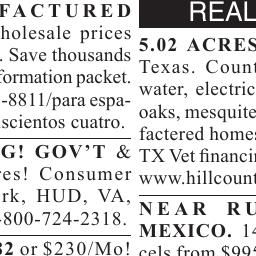 FACTURED
holesale prices
. Save thousands
formation packet.
-8811/para espa-
scientos cuatro.
G! GOV'T &
res! Consumer
rk, HUD, VA,
-800-724-2318.
32 or $230/Mo!
REAL
5.02 ACRES
Texas. Count
water, electric
oaks, mesquite
factured homes
TX Vet financin
www.hillcount
NEAR RU
MEXICO. 14
cels from $995